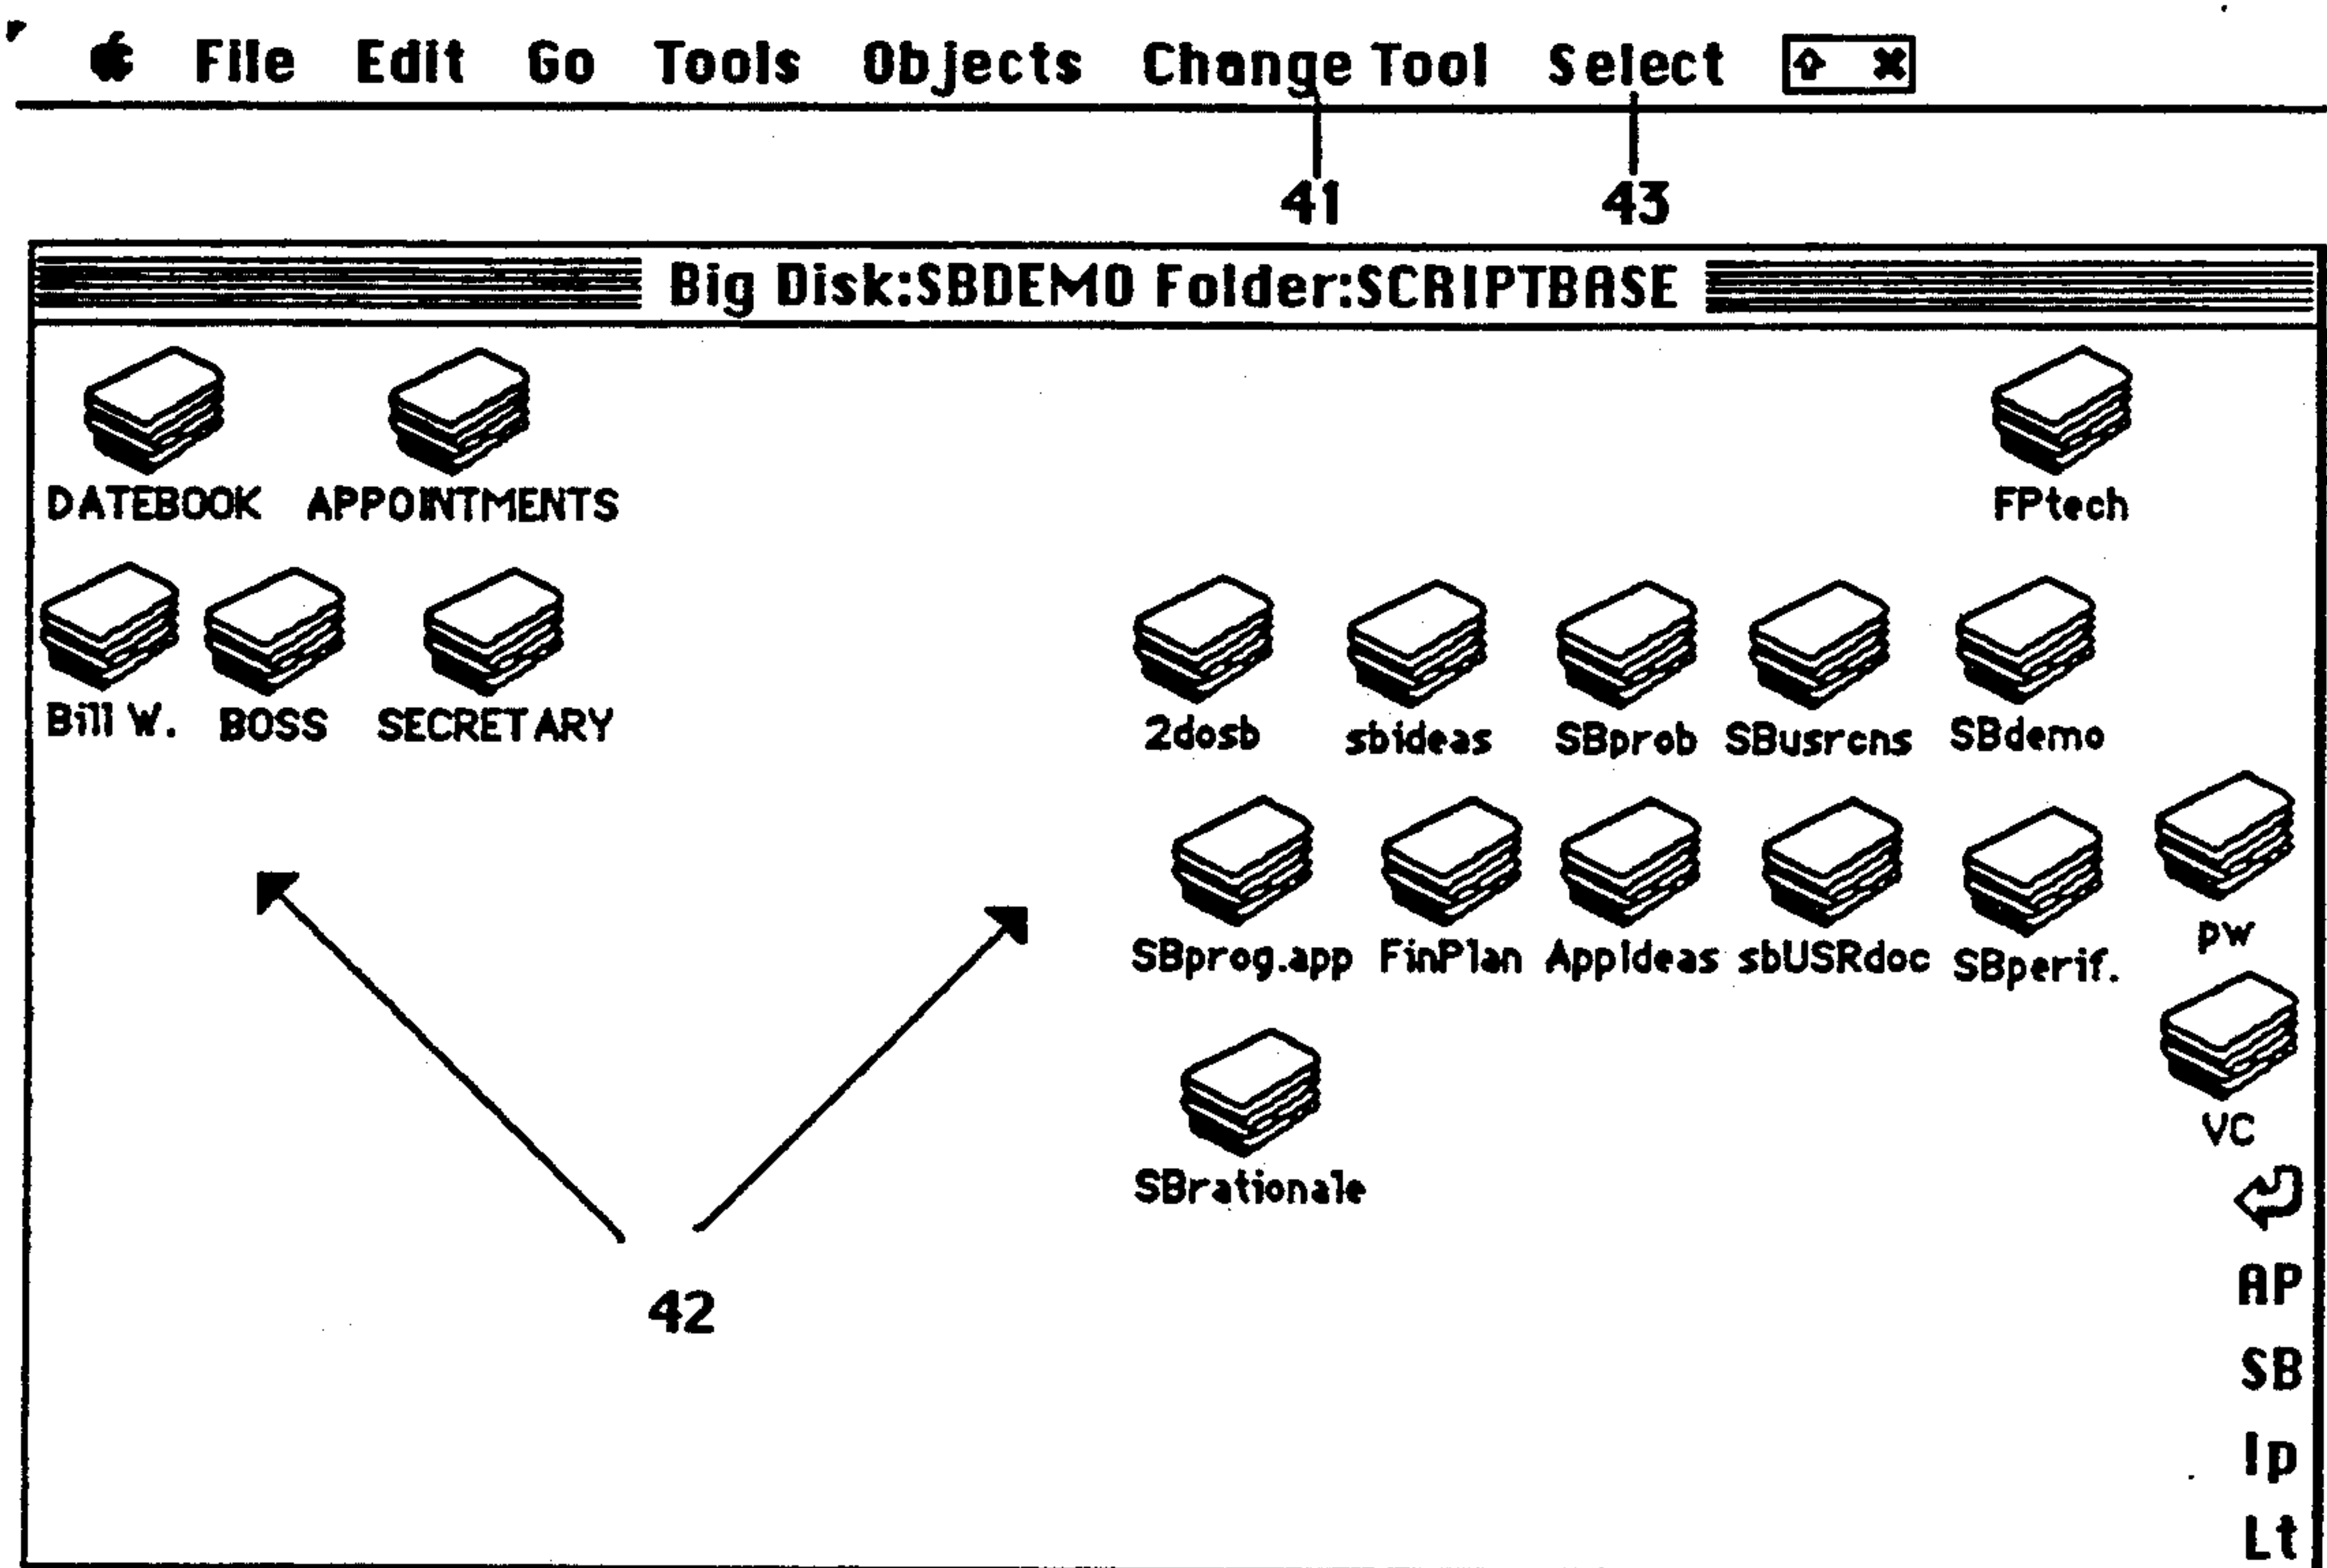 File Edit Go Tools Objects Change Tool Select
41 43
Big Disk:SBDEMO Folder:SCRIPTBASE
DATEBOOK APPOINTMENTS FPtech
Bill W. BOSS SECRETARY 2dosb sbideas SBprob SBusrcns SBdemo
SBprog.app FinPlan AppIdeas sbUSRdoc SBperif. pw
VC
SBrationale
AP
42
SB
Ip
Lt